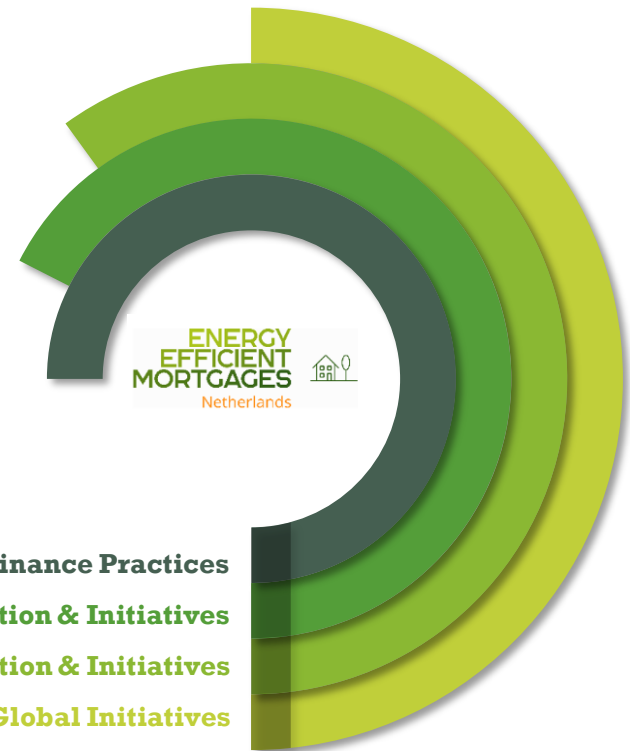 ENERGY
EFFICIENT
MORTGAGES
Netherlands
inance Practices
tion & Initiatives
tion & Initiatives
Global Initiatives